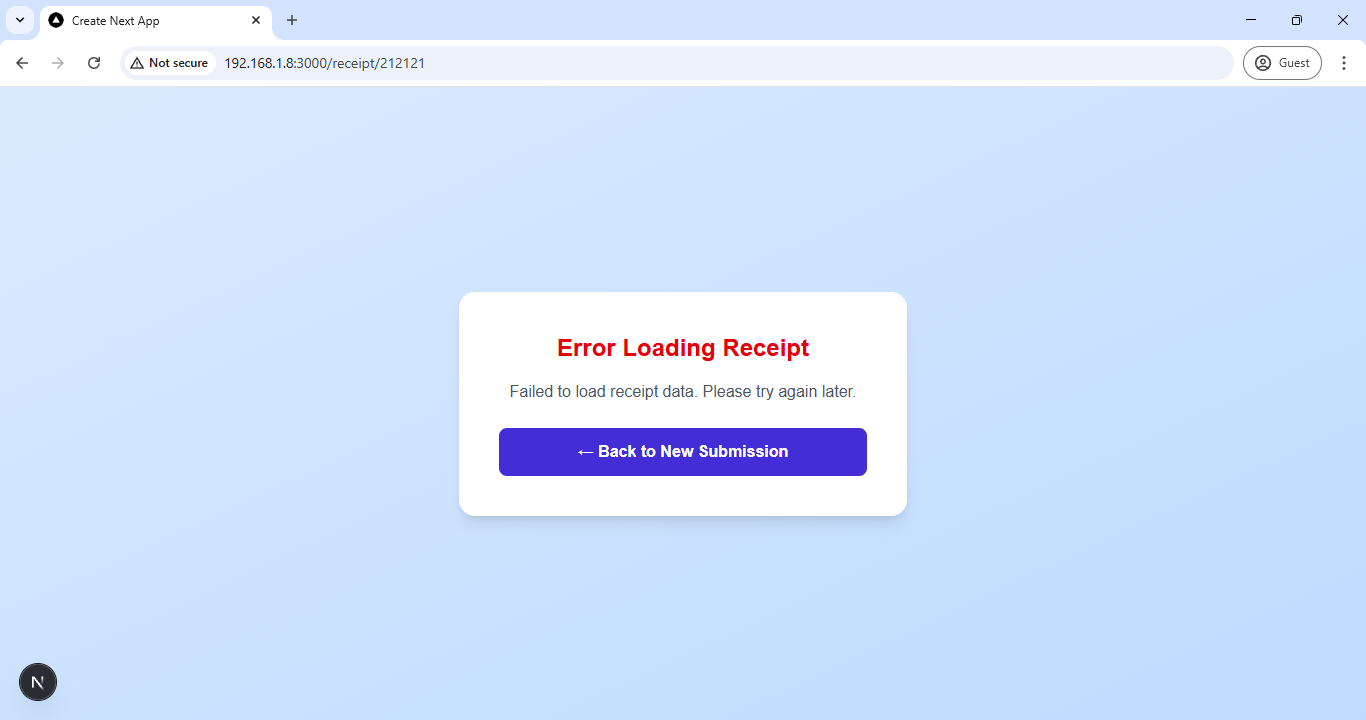 Create Next App
Not secure
192.168.1.8:3000/receipt/212121
Guest
Error Loading Receipt
Failed to load receipt data. Please try again later.
← Back to New Submission
N